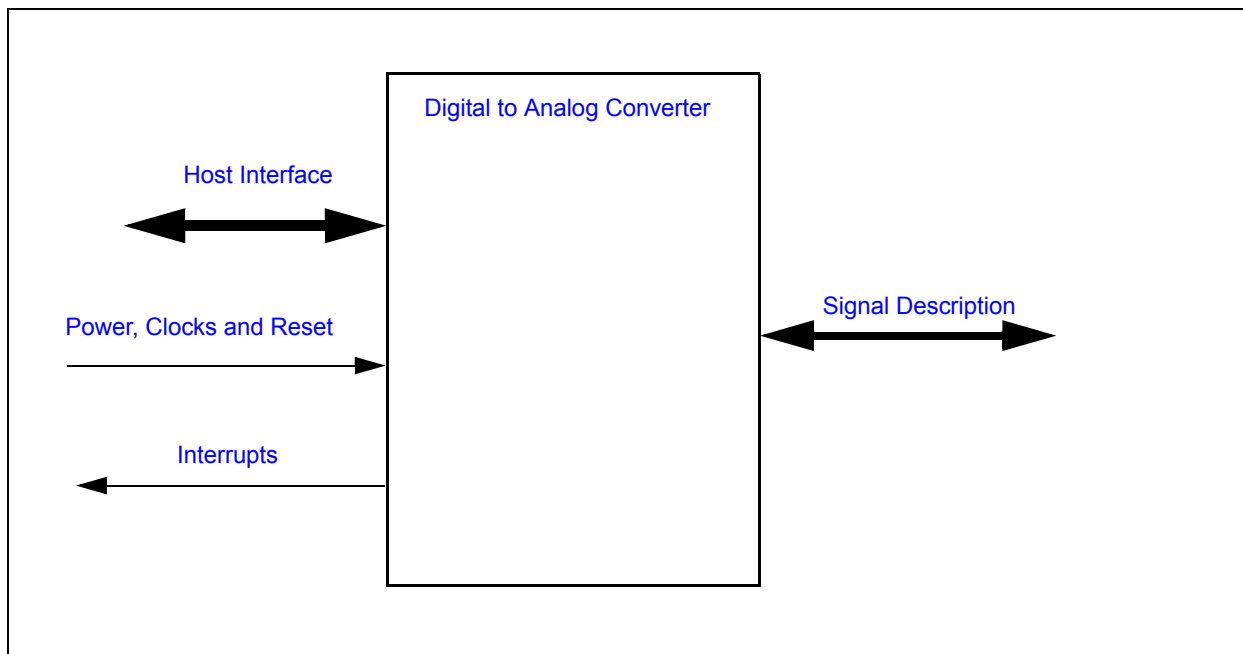 Digital to Analog Converter
Host Interface
Signal Description
Power, Clocks and Reset
Interrupts